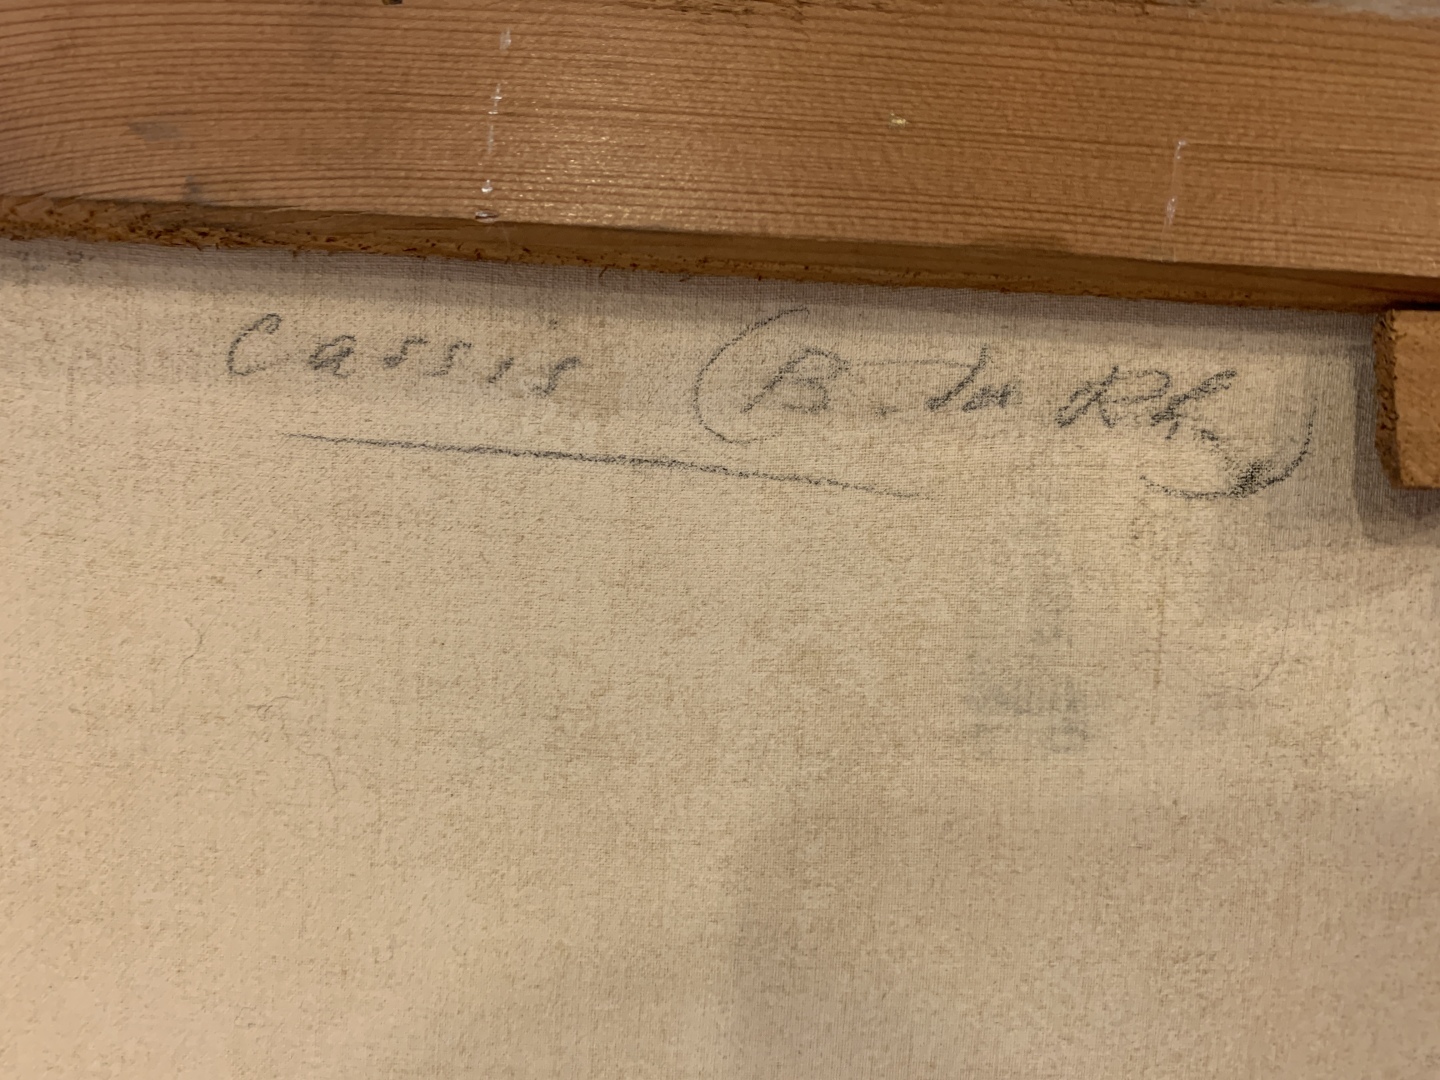 Cassis (B. du Rh.)